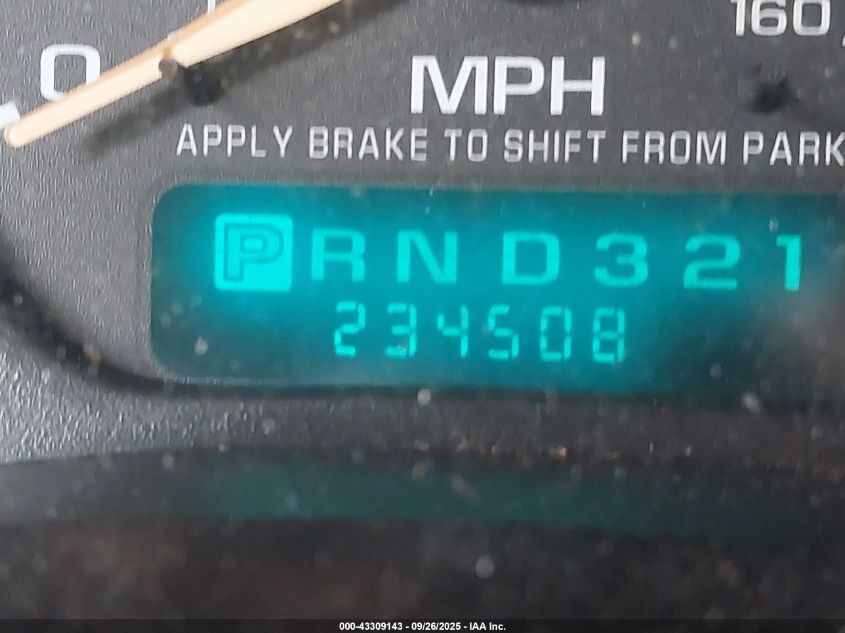 160
0
MPH
APPLY BRAKE TO SHIFT FROM PARK
P R N D 3 2 1
234508
000-43309143 - 09/26/2025 - IAA Inc.